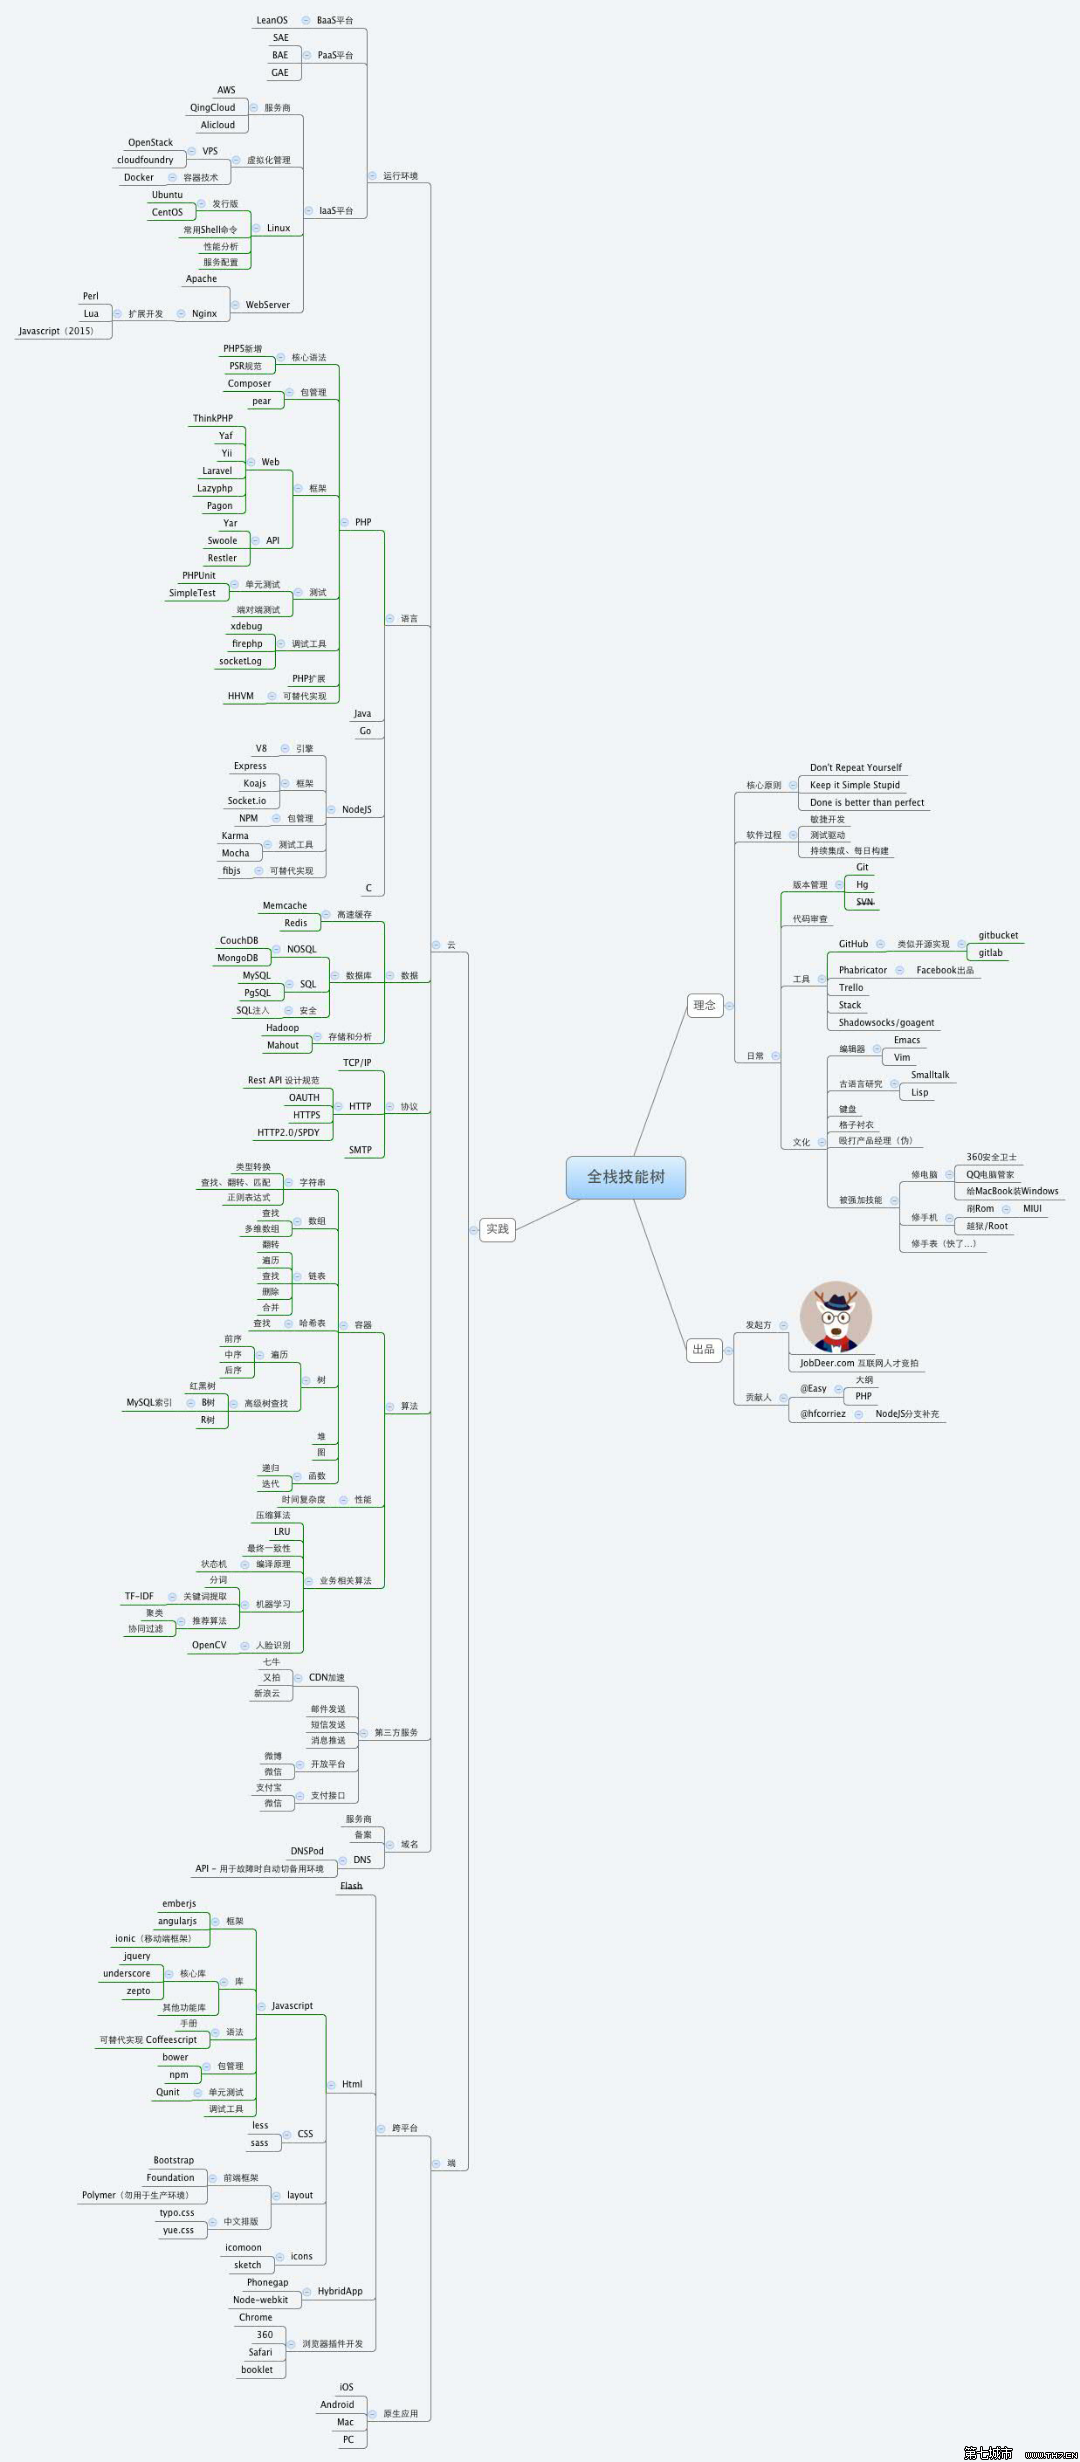 LeanOS
BaaS平台
SAE
BAE
GAE
PaaS平台
AWS
QingCloud
Alicloud
服务商
OpenStack
cloudfoundry
VPS
Docker
容器技术
虚拟化管理
Ubuntu
CentOS
发行版
常用Shell命令
性能分析
服务配置
Linux
Apache
Perl
Lua
Javascript（2015）
扩展开发
Nginx
WebServer
IaaS平台
运行环境
PHP5新增
PSR规范
核心语法
Composer
pear
包管理
ThinkPHP
Yaf
Yii
Laravel
Lazyphp
Pagon
Web
Yar
Swoole
Restler
API
框架
PHPUnit
SimpleTest
单元测试
端对端测试
测试
xdebug
firephp
socketLog
调试工具
PHP扩展
HHVM
可替代实现
PHP
Java
Go
V8
引擎
Express
Koajs
Socket.io
框架
NPM
包管理
Karma
Mocha
测试工具
fibjs
可替代实现
NodeJS
C
语言
Memcache
Redis
高速缓存
CouchDB
MongoDB
NOSQL
MySQL
PgSQL
SQL
SQL注入
安全
数据库
Hadoop
Mahout
存储和分析
数据
TCP/IP
Rest API 设计规范
OAUTH
HTTPS
HTTP2.0/SPDY
HTTP
SMTP
协议
类型转换
查找、翻转、匹配
正则表达式
字符串
查找
多维数组
数组
翻转
遍历
查找
删除
合并
链表
查找
哈希表
前序
中序
后序
遍历
红黑树
MySQL索引
B树
R树
高级树查找
树
堆
图
递归
迭代
函数
容器
时间复杂度
性能
压缩算法
LRU
最终一致性
状态机
编译原理
分词
TF-IDF
关键词提取
聚类
协同过滤
推荐算法
机器学习
OpenCV
人脸识别
业务相关算法
算法
七牛
又拍
新浪云
CDN加速
邮件发送
短信发送
消息推送
微博
微信
开放平台
支付宝
微信
支付接口
第三方服务
服务商
备案
DNSPod
API - 用于故障时自动切备用环境
DNS
域名
云
Flash
emberjs
angularjs
ionic（移动端框架）
框架
jquery
underscore
zepto
核心库
其他功能库
库
手册
可替代实现 Coffeescript
语法
bower
npm
包管理
Qunit
单元测试
调试工具
Javascript
less
sass
CSS
Bootstrap
Foundation
Polymer（勿用于生产环境）
前端框架
typo.css
yue.css
中文排版
layout
icomoon
sketch
icons
Html
Phonegap
Node-webkit
HybridApp
Chrome
360
Safari
booklet
浏览器插件开发
跨平台
iOS
Android
Mac
PC
原生应用
端
实践
全栈技能树
理念
核心原则
Don't Repeat Yourself
Keep it Simple Stupid
Done is better than perfect
软件过程
敏捷开发
测试驱动
持续集成、每日构建
日常
版本管理
Git
Hg
SVN
代码审查
工具
GitHub
类似开源实现
gitbucket
gitlab
Phabricator
Facebook出品
Trello
Stack
Shadowsocks/goagent
文化
编辑器
Emacs
Vim
古语言研究
Smalltalk
Lisp
键盘
格子衬衣
殴打产品经理（伪）
被强加技能
修电脑
360安全卫士
QQ电脑管家
给MacBook装Windows
修手机
刷Rom
MIUI
越狱/Root
修手表（快了...）
出品
发起方
JobDeer.com 互联网人才竞拍
贡献人
@Easy
大纲
PHP
@hfcorriez
NodeJS分支补充
第七城市 WWW.TH7.CN